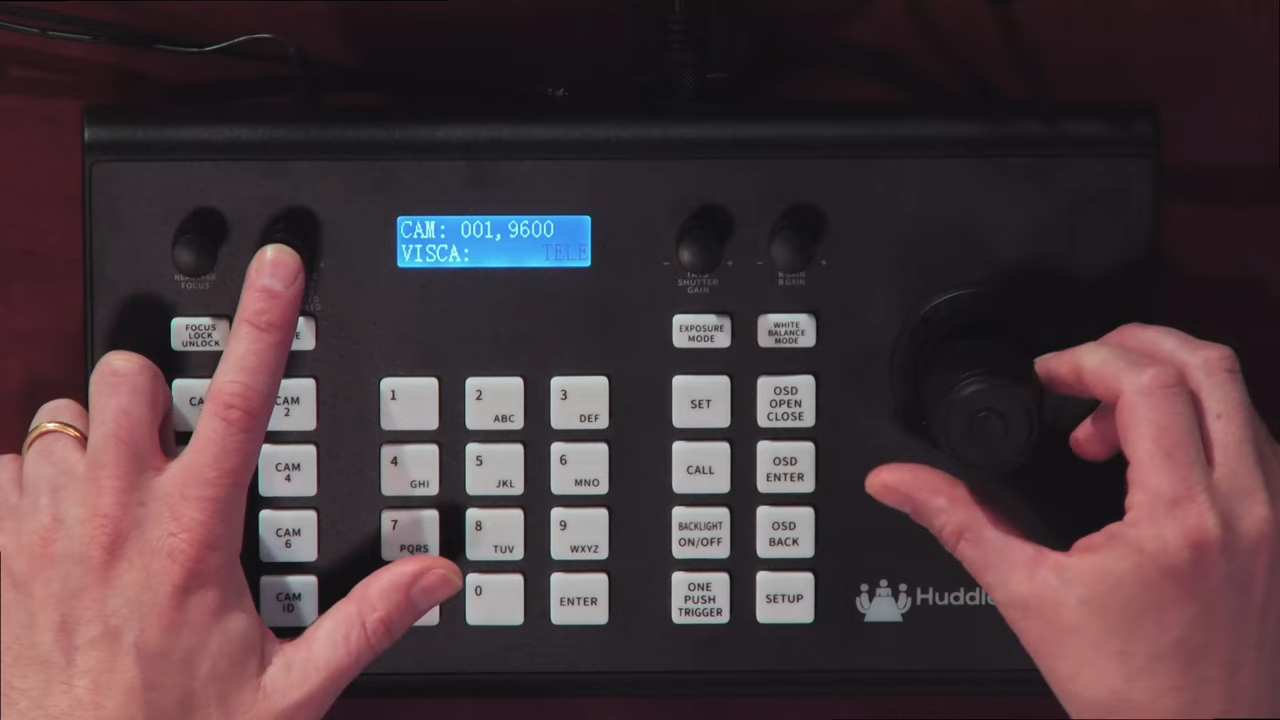 CAM: 001,9600
VISCA: TELE
- + - +
FOCUS
SHUTTER
GAIN
B GAIN
FOCUS
LOCK
UNLOCK
EXPOSURE
MODE
WHITE
BALANCE
MODE
CAM
2
1
2
ABC
3
DEF
SET
OSD
OPEN
CLOSE
CAM
4
4
GHI
5
JKL
6
MNO
CALL
OSD
ENTER
CAM
6
7
PQRS
8
TUV
9
WXYZ
BACKLIGHT
ON/OFF
OSD
BACK
CAM
ID
0
ENTER
ONE
PUSH
TRIGGER
SETUP